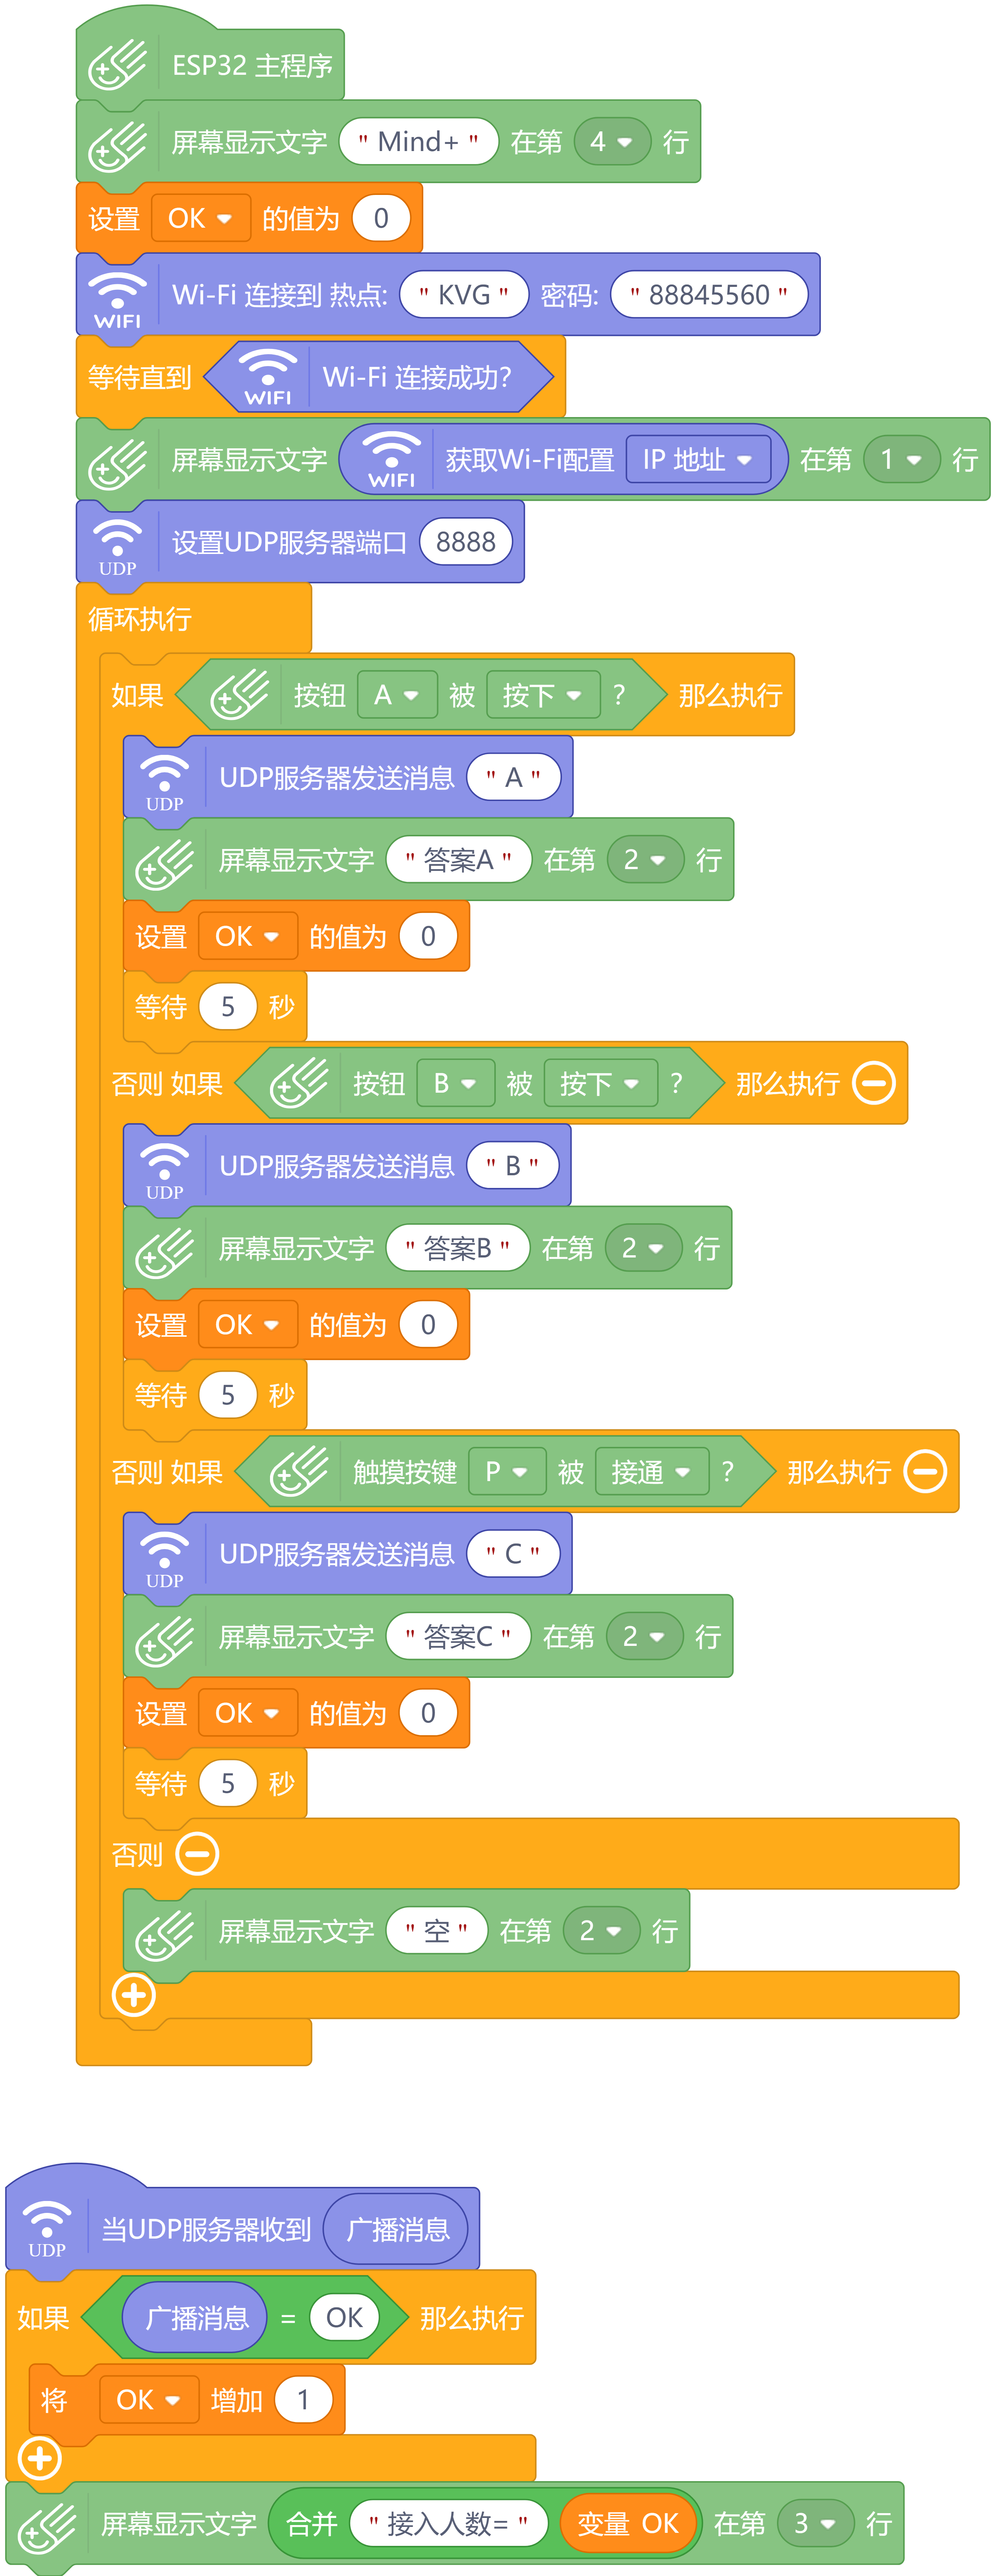 ESP32 主程序
屏幕显示文字 " Mind+ " 在第 4 行
设置 OK 的值为 0
WIFI Wi-Fi 连接到 热点: " KVG " 密码: " 88845560 "
等待直到 WIFI Wi-Fi 连接成功?
屏幕显示文字 WIFI 获取Wi-Fi配置 IP 地址 在第 1 行
UDP 设置UDP服务器端口 8888
循环执行
如果 按钮 A 被 按下 ? 那么执行
UDP UDP服务器发送消息 " A "
屏幕显示文字 " 答案A " 在第 2 行
设置 OK 的值为 0
等待 5 秒
否则 如果 按钮 B 被 按下 ? 那么执行
UDP UDP服务器发送消息 " B "
屏幕显示文字 " 答案B " 在第 2 行
设置 OK 的值为 0
等待 5 秒
否则 如果 触摸按键 P 被 接通 ? 那么执行
UDP UDP服务器发送消息 " C "
屏幕显示文字 " 答案C " 在第 2 行
设置 OK 的值为 0
等待 5 秒
否则
屏幕显示文字 " 空 " 在第 2 行
UDP 当UDP服务器收到 广播消息
如果 广播消息 = OK 那么执行
将 OK 增加 1
屏幕显示文字 合并 " 接入人数= " 变量 OK 在第 3 行